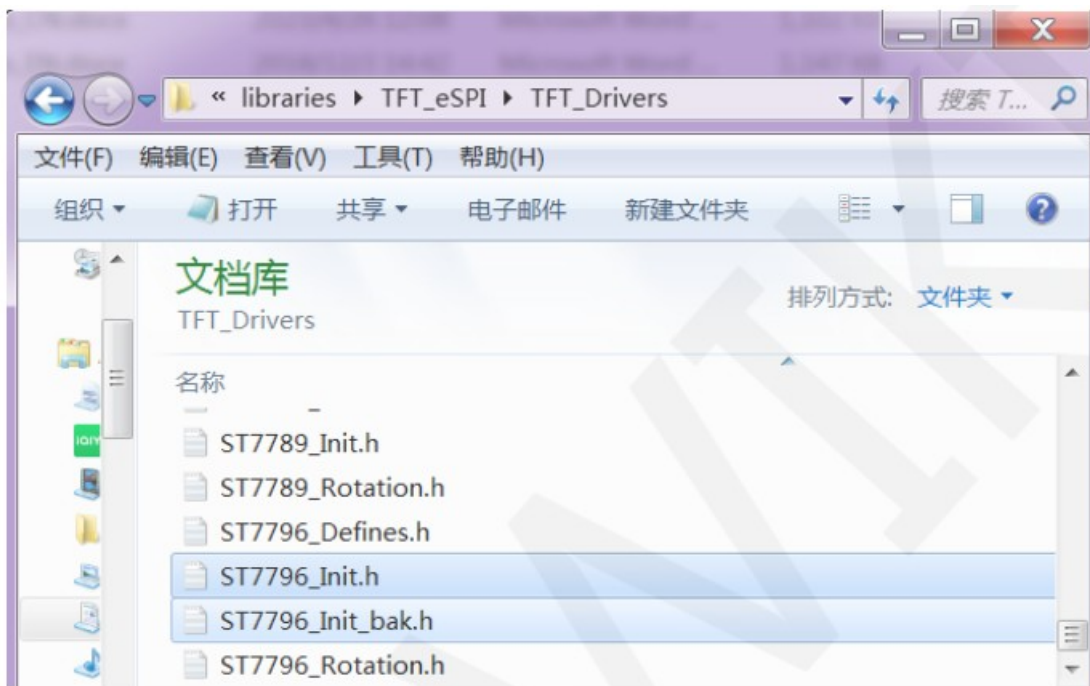 « libraries ▸ TFT_eSPI ▸ TFT_Drivers 搜索 T...
文件(F) 编辑(E) 查看(V) 工具(T) 帮助(H)
组织 打开 共享 电子邮件 新建文件夹
文档库
TFT_Drivers
排列方式: 文件夹
名称
ST7789_Init.h
ST7789_Rotation.h
ST7796_Defines.h
ST7796_Init.h
ST7796_Init_bak.h
ST7796_Rotation.h